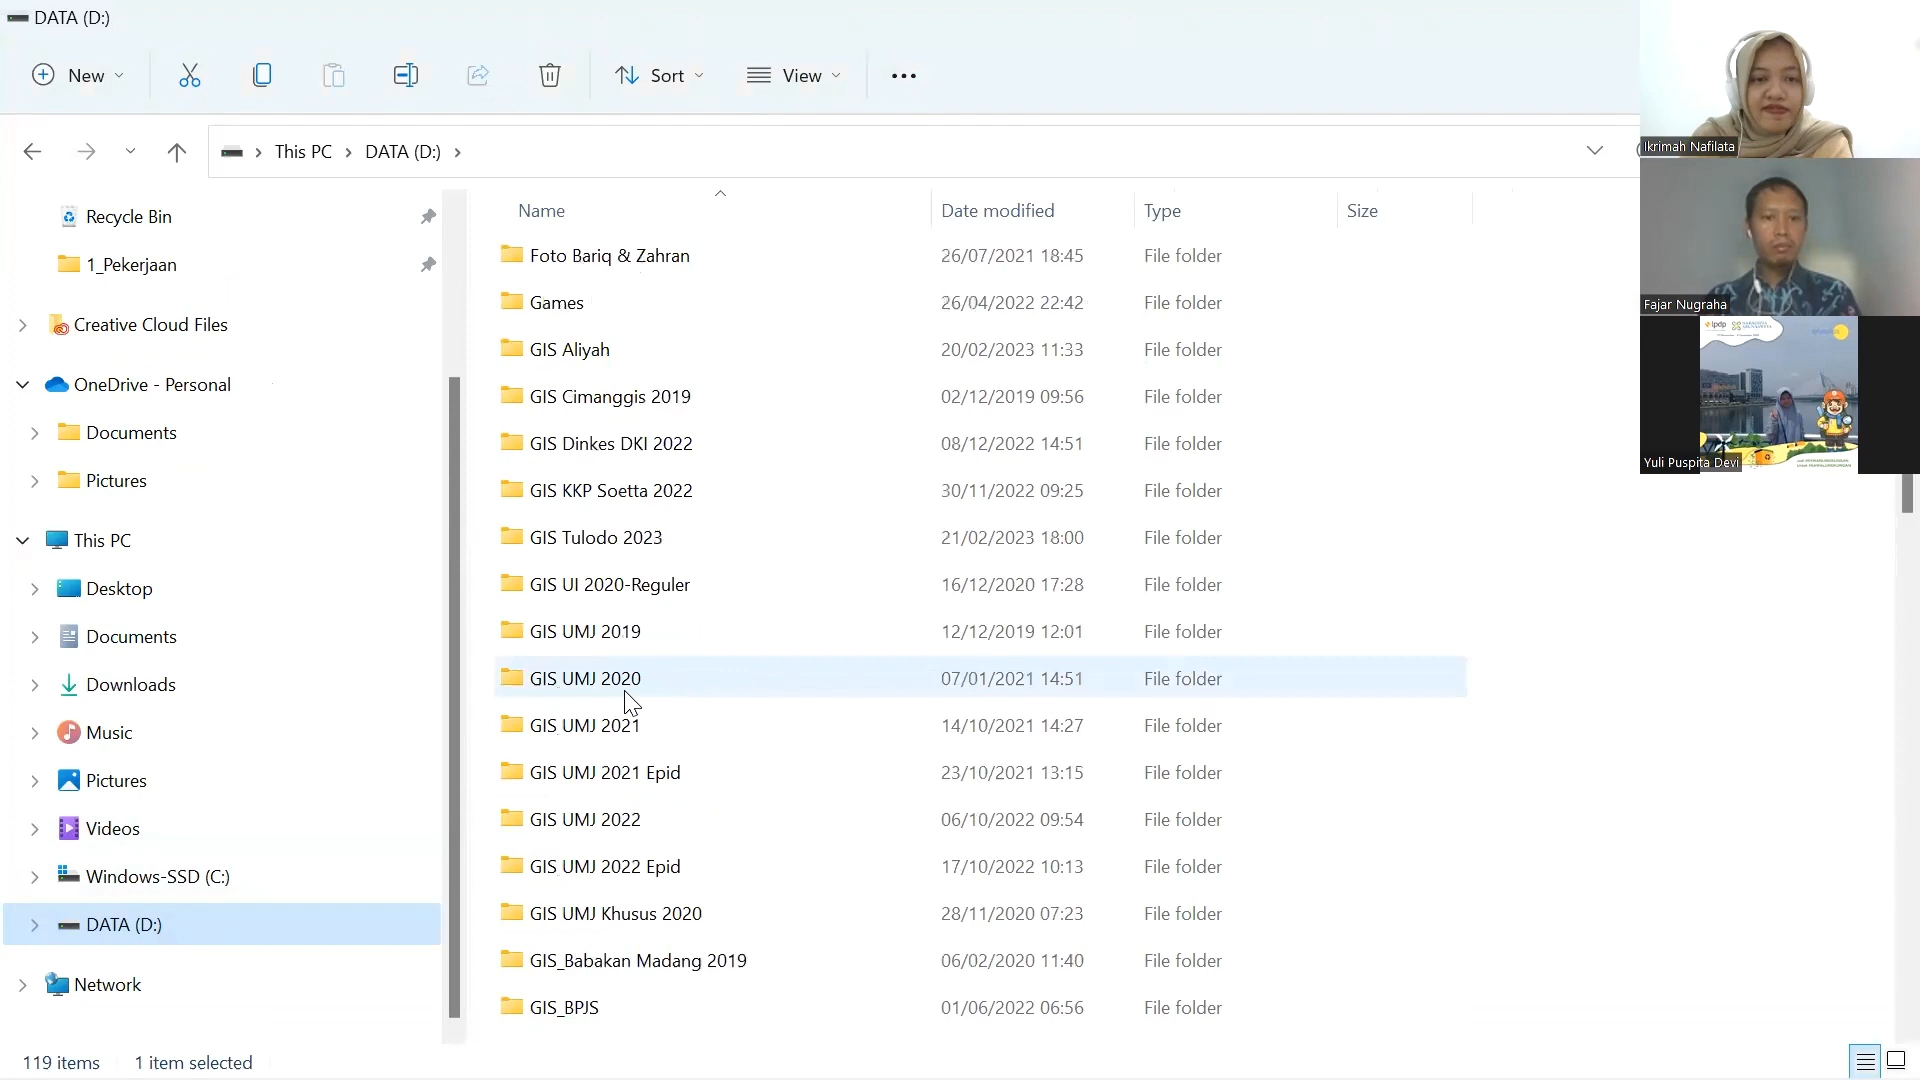 DATA (D:)
New
Sort
View
This PC
DATA (D:)
Recycle Bin
1_Pekerjaan
Creative Cloud Files
OneDrive - Personal
Documents
Pictures
This PC
Desktop
Documents
Downloads
Music
Pictures
Videos
Windows-SSD (C:)
DATA (D:)
Network
Name Date modified Type Size
Foto Bariq & Zahran 26/07/2021 18:45 File folder
Games 26/04/2022 22:42 File folder
GIS Aliyah 20/02/2023 11:33 File folder
GIS Cimanggis 2019 02/12/2019 09:56 File folder
GIS Dinkes DKI 2022 08/12/2022 14:51 File folder
GIS KKP Soetta 2022 30/11/2022 09:25 File folder
GIS Tulodo 2023 21/02/2023 18:00 File folder
GIS UI 2020-Reguler 16/12/2020 17:28 File folder
GIS UMJ 2019 12/12/2019 12:01 File folder
GIS UMJ 2020 07/01/2021 14:51 File folder
GIS UMJ 2021 14/10/2021 14:27 File folder
GIS UMJ 2021 Epid 23/10/2021 13:15 File folder
GIS UMJ 2022 06/10/2022 09:54 File folder
GIS UMJ 2022 Epid 17/10/2022 10:13 File folder
GIS UMJ Khusus 2020 28/11/2020 07:23 File folder
GIS_Babakan Madang 2019 06/02/2020 11:40 File folder
GIS_BPJS 01/06/2022 06:56 File folder
119 items 1 item selected
Ikrimah Nafilata
Fajar Nugraha
lpdp
Yuli Puspita Devi